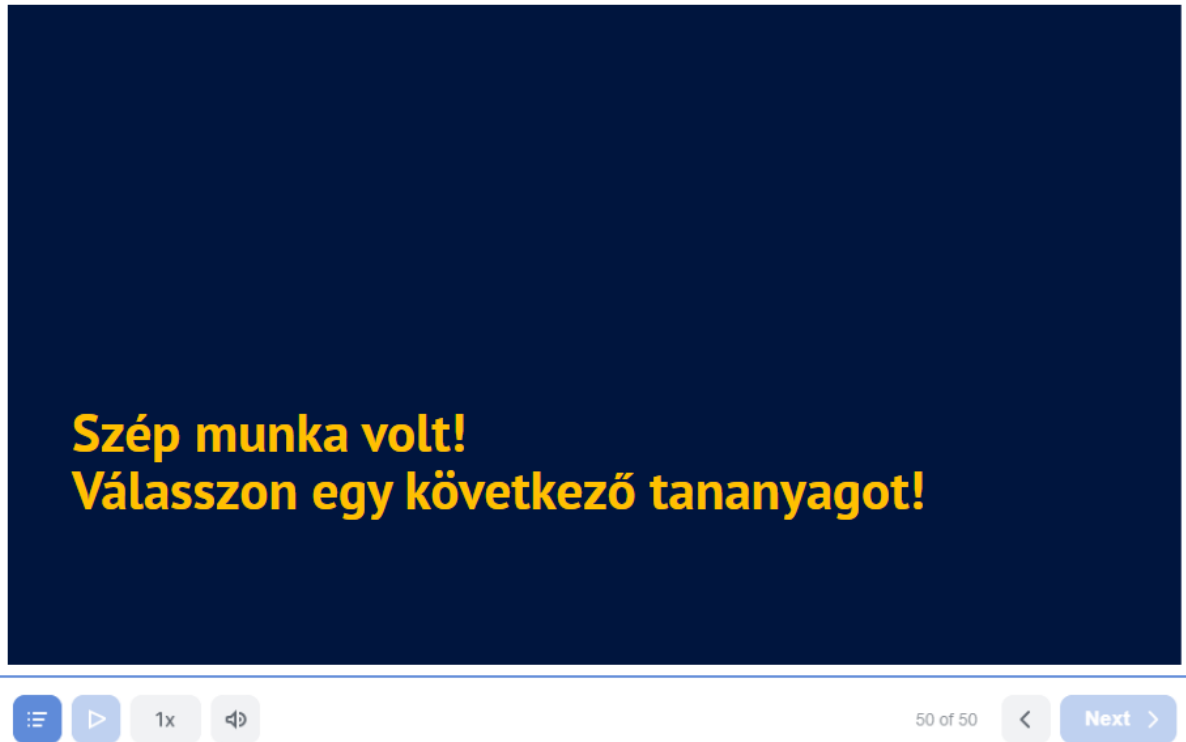 Szép munka volt!
Válasszon egy következő tananyagot!
1x
50 of 50
Next